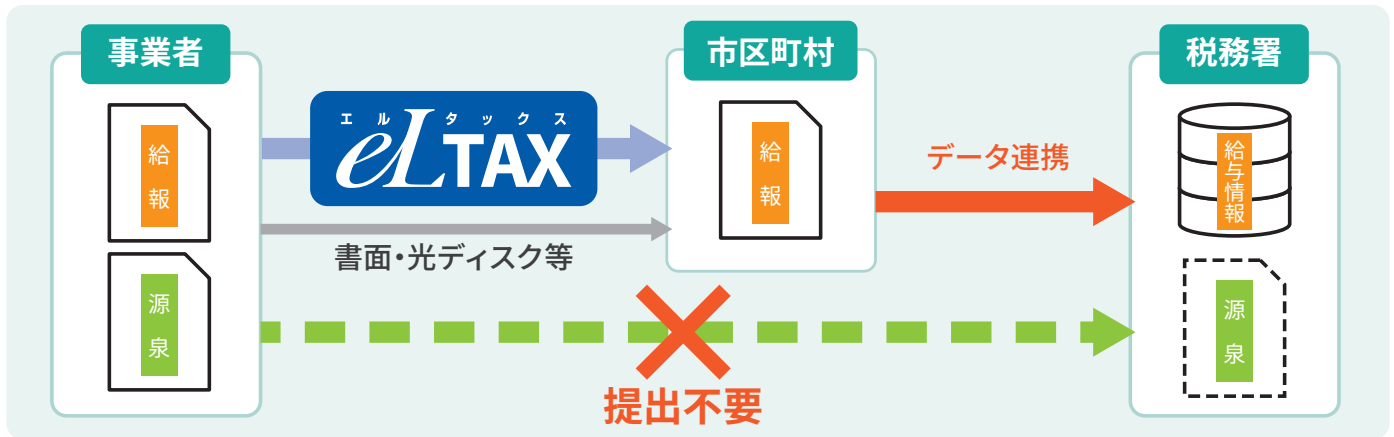 事業者
市区町村
税務署
給報
エルタックス
eLTAX
給報
データ連携
給与情報
書面・光ディスク等
源泉
源泉
提出不要